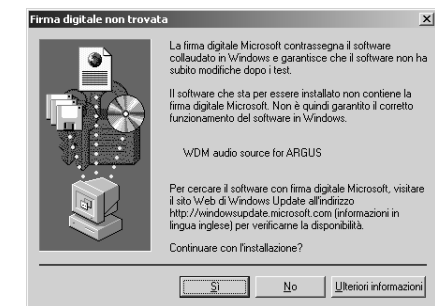 Firma digitale non trovata
La firma digitale Microsoft contrassegna il software
collaudato in Windows e garantisce che il software non ha
subito modifiche dopo i test.
Il software che sta per essere installato non contiene la
firma digitale Microsoft. Non è quindi garantito il corretto
funzionamento del software in Windows.
WDM audio source for ARGUS
Per cercare il software con firma digitale Microsoft, visitare
il sito Web di Windows Update all'indirizzo
http://windowsupdate.microsoft.com (informazioni in
lingua inglese) per verificarne la disponibilità.
Continuare con l'installazione?
Sì No Ulteriori informazioni